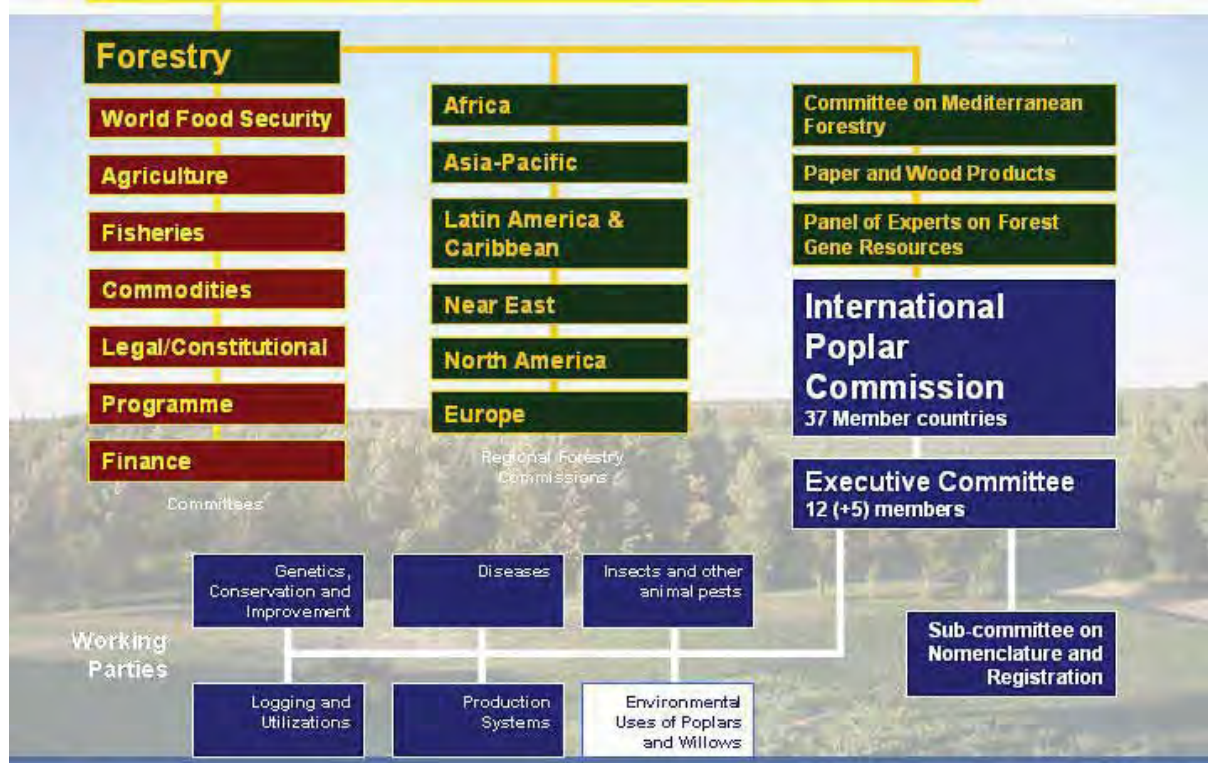 Forestry
World Food Security
Agriculture
Fisheries
Commodities
Legal/Constitutional
Programme
Finance
Committees
Africa
Asia-Pacific
Latin America &
Caribbean
Near East
North America
Europe
Regional Forestry
Commissions
Committee on Mediterranean
Forestry
Paper and Wood Products
Panel of Experts on Forest
Gene Resources
International
Poplar
Commission
37 Member countries
Executive Committee
12 (+5) members
Sub-committee on
Nomenclature and
Registration
Working
Parties
Genetics,
Conservation and
Improvement
Diseases
Insects and other
animal pests
Logging and
Utilizations
Production
Systems
Environmental
Uses of Poplars
and Willows